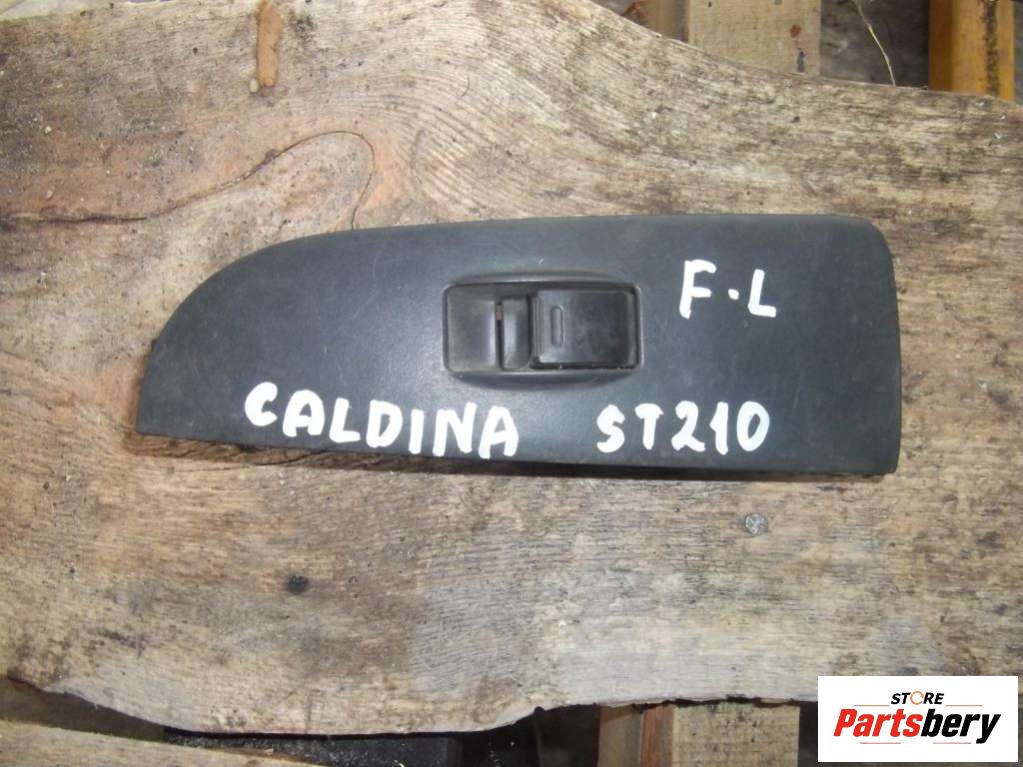 F.L
CALDINA ST210
STORE
Partsbery